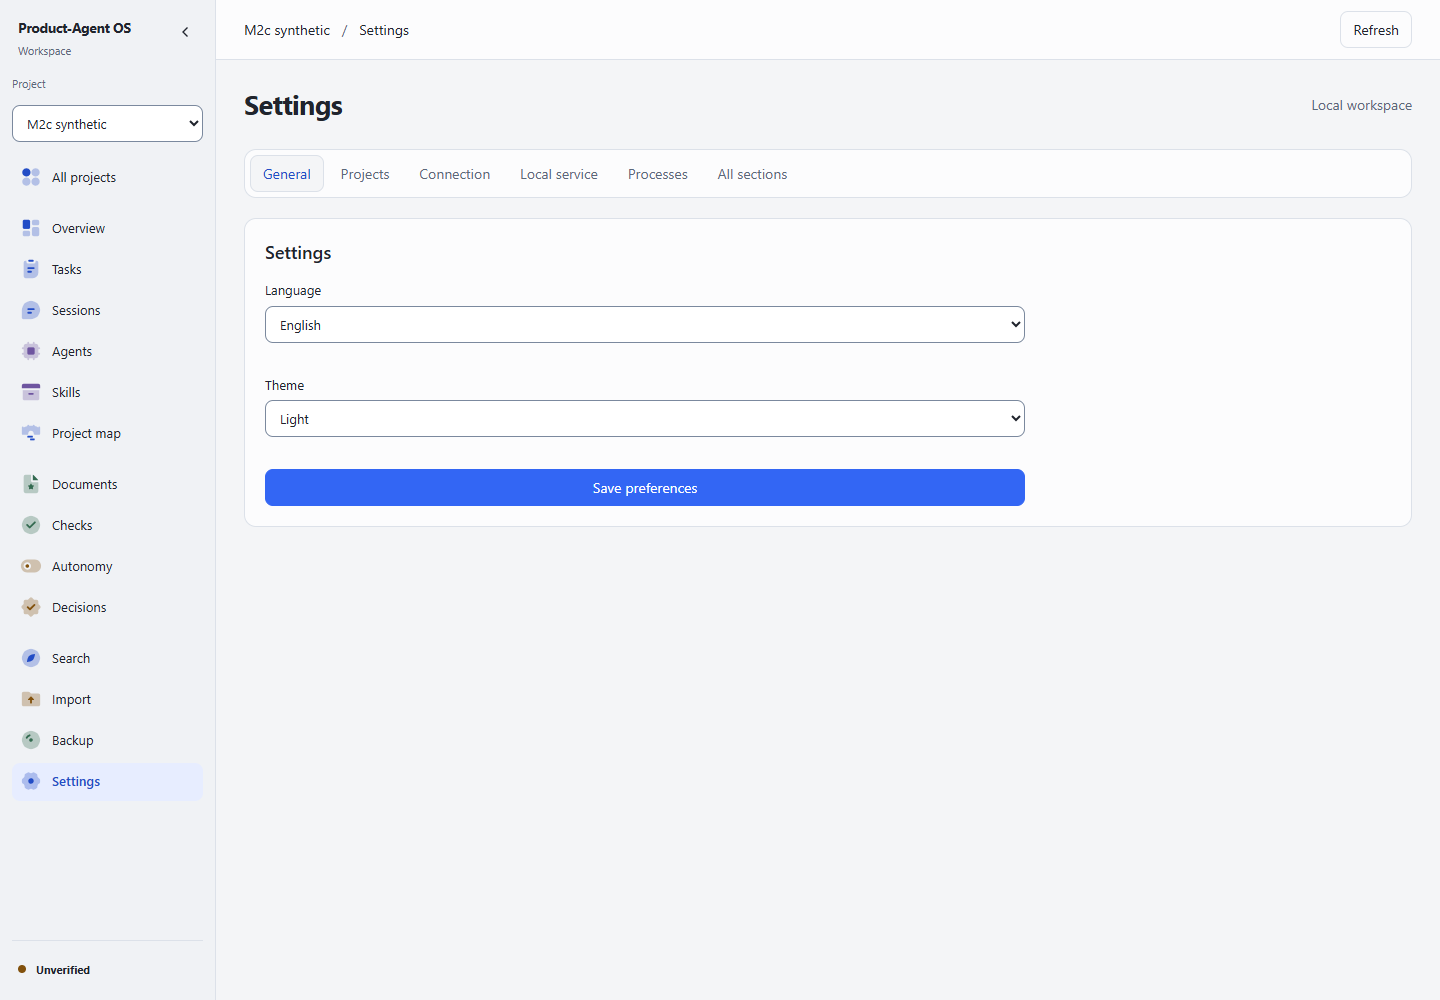 Product-Agent OS
Workspace
Project
M2c synthetic
All projects
Overview
Tasks
Sessions
Agents
Skills
Project map
Documents
Checks
Autonomy
Decisions
Search
Import
Backup
Settings
Unverified
M2c synthetic / Settings
Refresh
Settings
Local workspace
General Projects Connection Local service Processes All sections
Settings
Language
English
Theme
Light
Save preferences